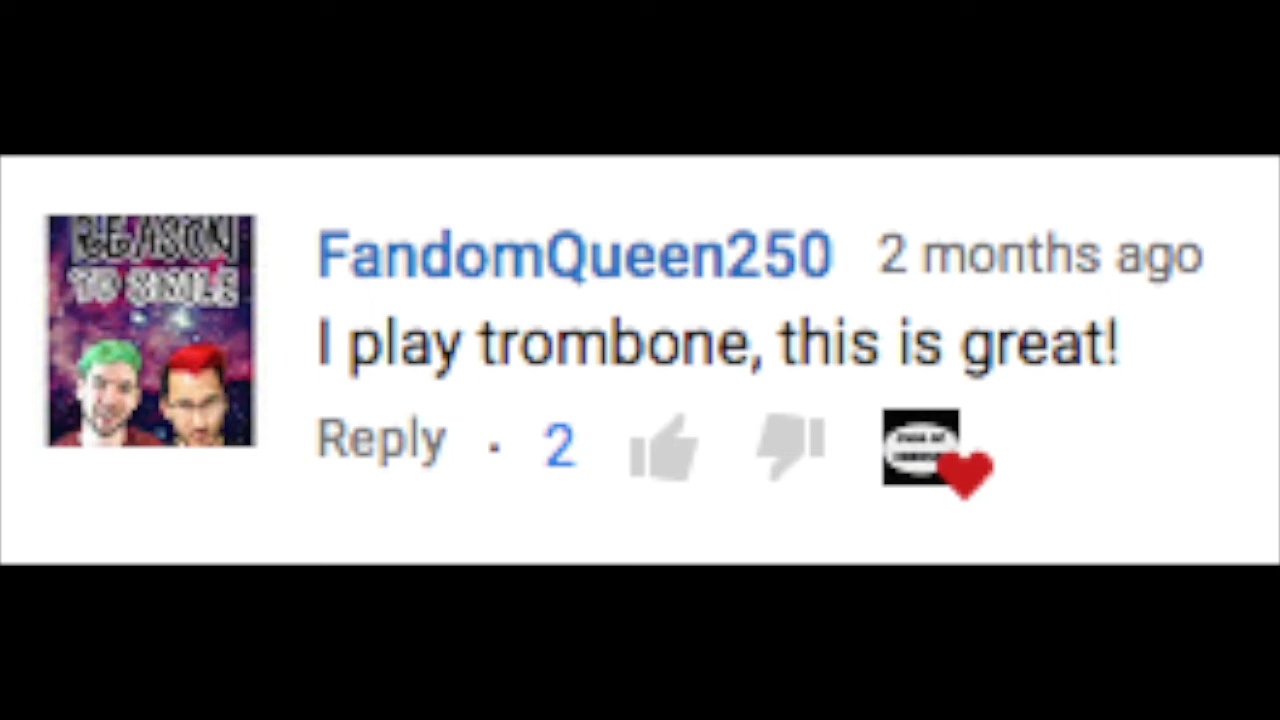 REASON
TO SMILE
FandomQueen250 2 months ago
I play trombone, this is great!
Reply · 2